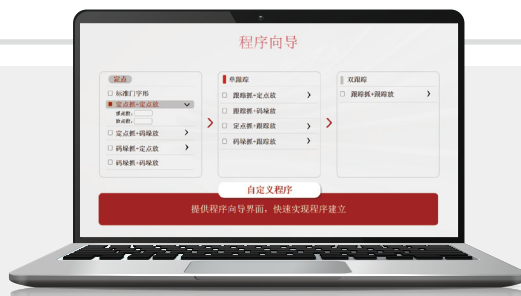 程序向导
定点
标准门字形
定点抓+定点放
抓点数:
放点数:
定点抓+码垛放
码垛抓+定点放
码垛抓+码垛放
单跟踪
跟踪抓+定点放
跟踪抓+码垛放
定点抓+跟踪放
码垛抓+跟踪放
双跟踪
跟踪抓+跟踪放
自定义程序
提供程序向导界面，快速实现程序建立